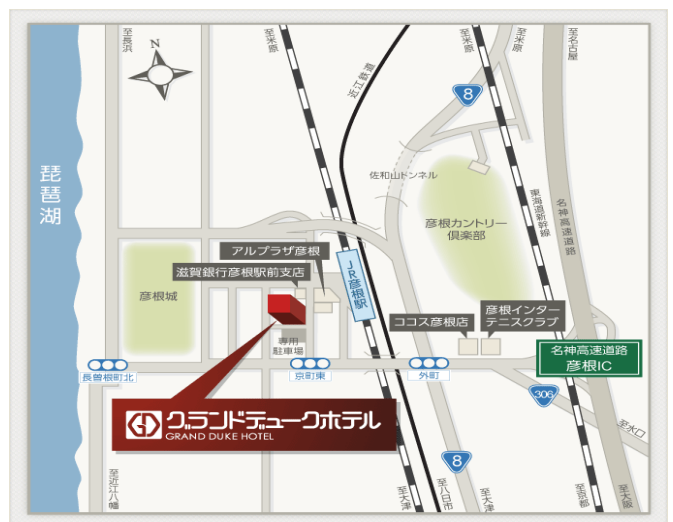 至長浜
N
至米原
近江鉄道
至米原
至名古屋
8
琵琶湖
佐和山トンネル
東海道新幹線
名神高速道路
彦根カントリー
倶楽部
アルプラザ彦根
滋賀銀行彦根駅前支店
JR彦根駅
彦根城
ココス彦根店
彦根インター
テニスクラブ
専用
駐車場
名神高速道路
彦根IC
長曽根町北
京町東
外町
306
GD
グランドデュークホテル
GRAND DUKE HOTEL
至水口
8
至近江八幡
至大津
至八日市
至大津
至京都
至大阪